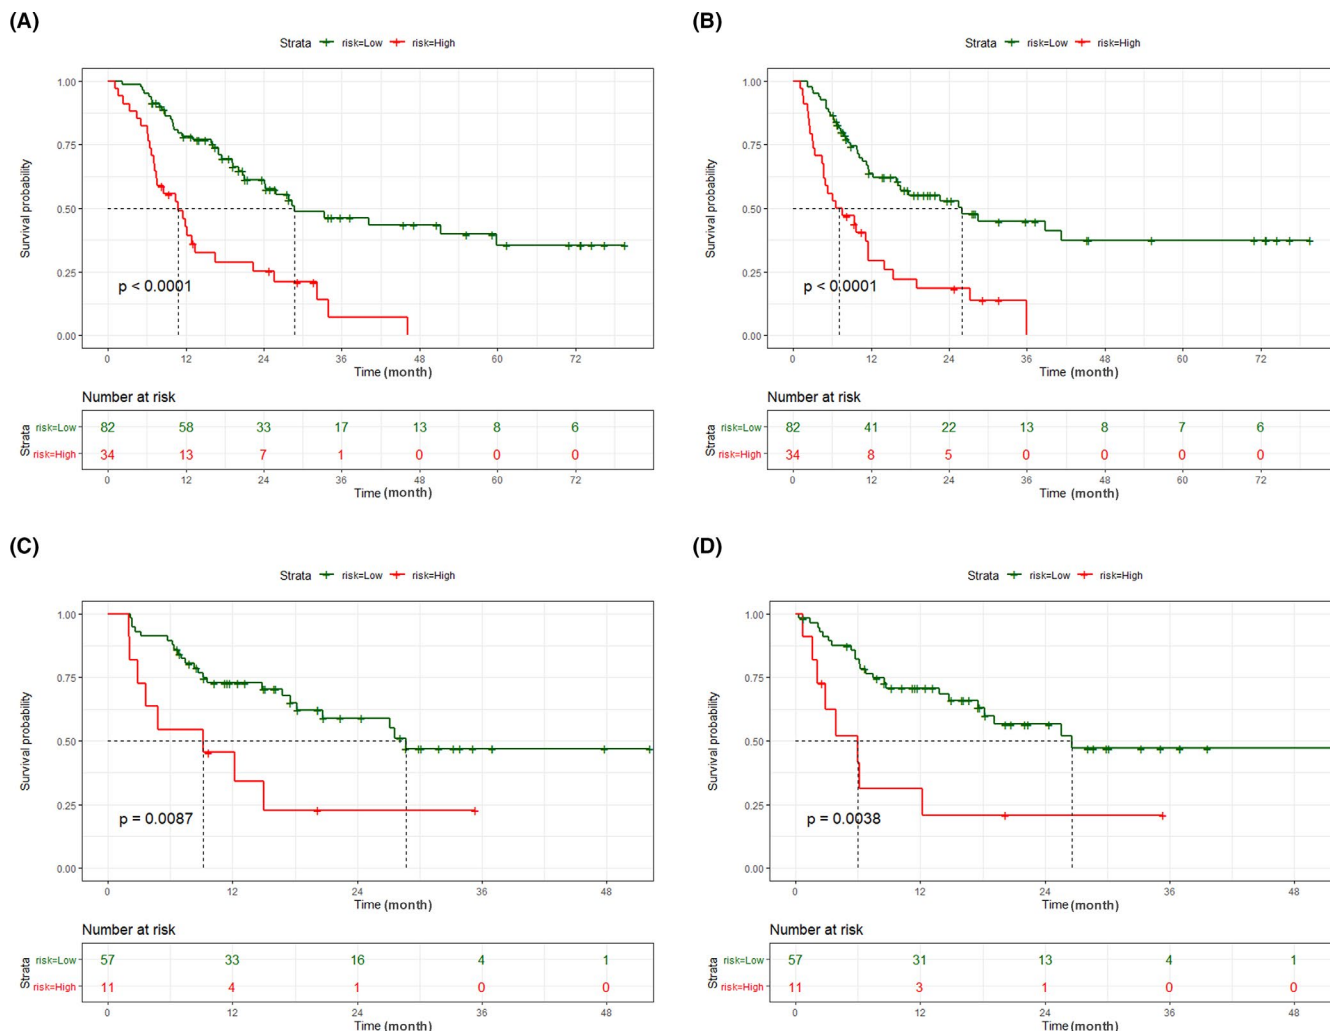 (A)
Strata risk=Low risk=High
1.00
0.75
0.50
0.25
0.00
Survival probability
p < 0.0001
0 12 24 36 48 60 72
Time (month)
Number at risk
Strata
risk=Low 82 58 33 17 13 8 6
risk=High 34 13 7 1 0 0 0
0 12 24 36 48 60 72
Time (month)
(B)
Strata risk=Low risk=High
1.00
0.75
0.50
0.25
0.00
Survival probability
p < 0.0001
0 12 24 36 48 60 72
Time (month)
Number at risk
Strata
risk=Low 82 41 22 13 8 7 6
risk=High 34 8 5 0 0 0 0
0 12 24 36 48 60 72
Time (month)
(C)
Strata risk=Low risk=High
1.00
0.75
0.50
0.25
0.00
Survival probability
p = 0.0087
0 12 24 36 48
Time (month)
Number at risk
Strata
risk=Low 57 33 16 4 1
risk=High 11 4 1 0 0
0 12 24 36 48
Time (month)
(D)
Strata risk=Low risk=High
1.00
0.75
0.50
0.25
0.00
Survival probability
p = 0.0038
0 12 24 36 48
Time (month)
Number at risk
Strata
risk=Low 57 31 13 4 1
risk=High 11 3 1 0 0
0 12 24 36 48
Time (month)